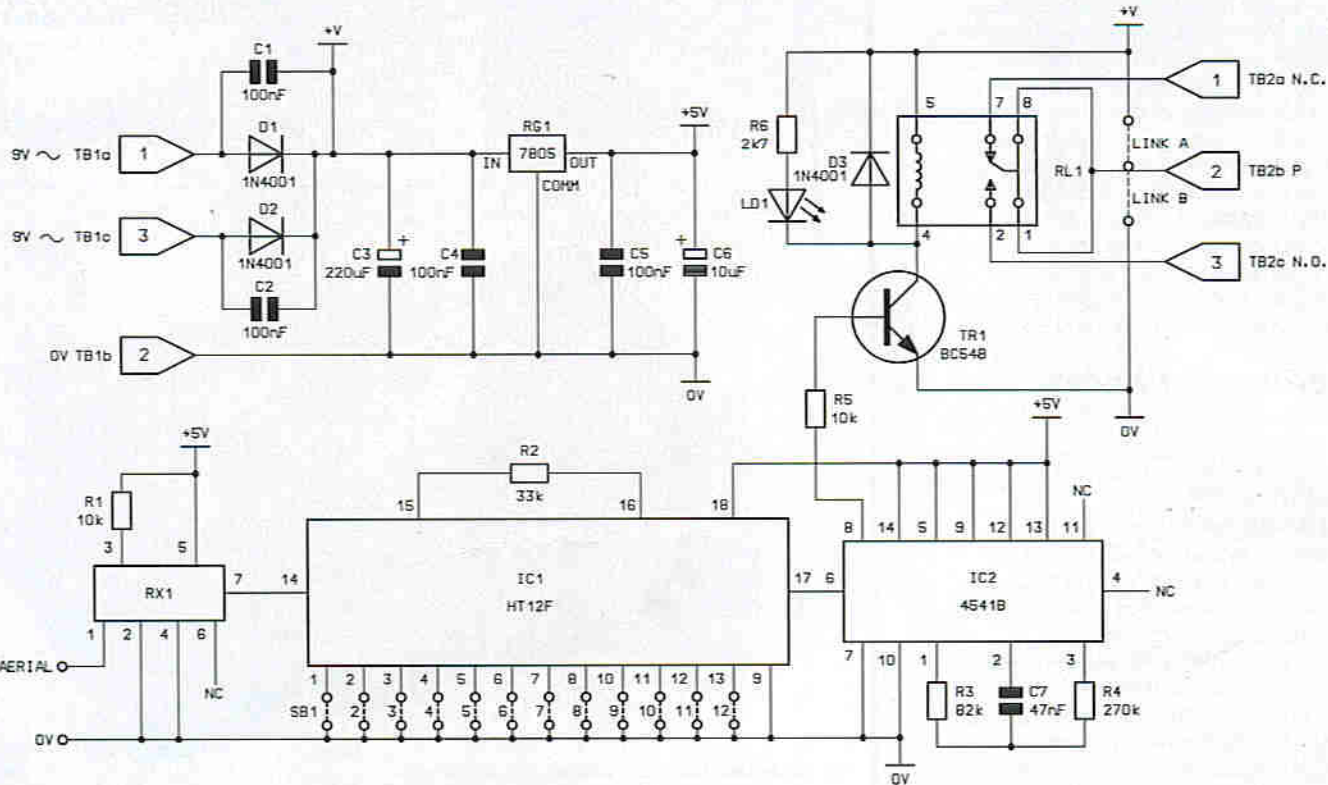 +V
C1
100nF
D1
1N4001
9V ~ TB1a
1
D2
1N4001
9V ~ TB1c
3
C2
100nF
0V TB1b
2
RG1
7805
IN
OUT
COMM
+5V
C3
+
220uF
C4
100nF
C5
100nF
+
C6
10uF
0V
+V
R6
2k7
LD1
D3
1N4001
5
7
8
4
2
1
RL1
1
TB2a N.C.
LINK A
2
TB2b P
LINK B
3
TB2c N.O.
TR1
BC548
R5
10k
0V
+5V
R1
10k
3
5
RX1
7
1
2
4
6
AERIAL
NC
0V
R2
33k
15
16
18
14
IC1
HT12F
17
1
2
3
4
5
6
7
8
10
11
12
13
9
SB1
2
3
4
5
6
7
8
9
10
11
12
+5V
NC
8
14
5
9
12
13
11
6
IC2
4541B
4
NC
7
10
1
2
3
R3
82k
C7
47nF
R4
270k
0V